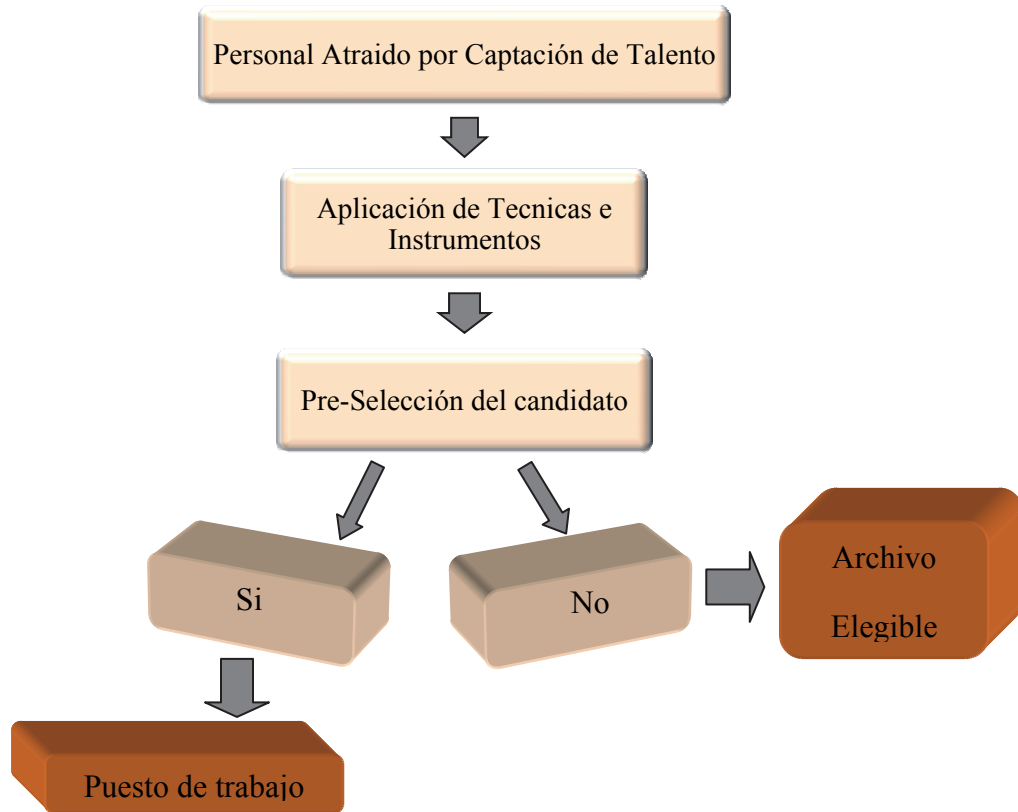 Personal Atraido por Captación de Talento
Aplicación de Tecnicas e
Instrumentos
Pre-Selección del candidato
Si
No
Archivo
Elegible
Puesto de trabajo